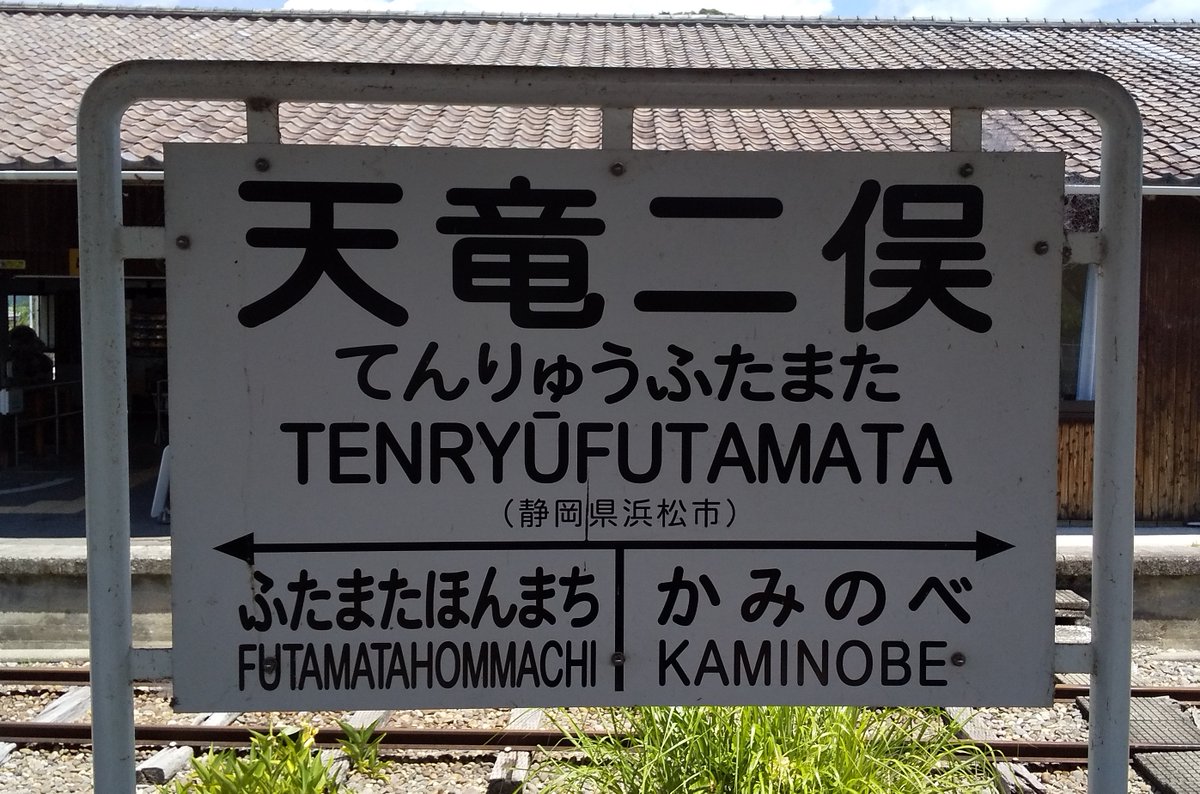 天竜二俣
てんりゅうふたまた
TENRYŪFUTAMATA
（静岡県浜松市）
ふたまたほんまち
かみのべ
FUTAMATAHOMMACHI
KAMINOBE